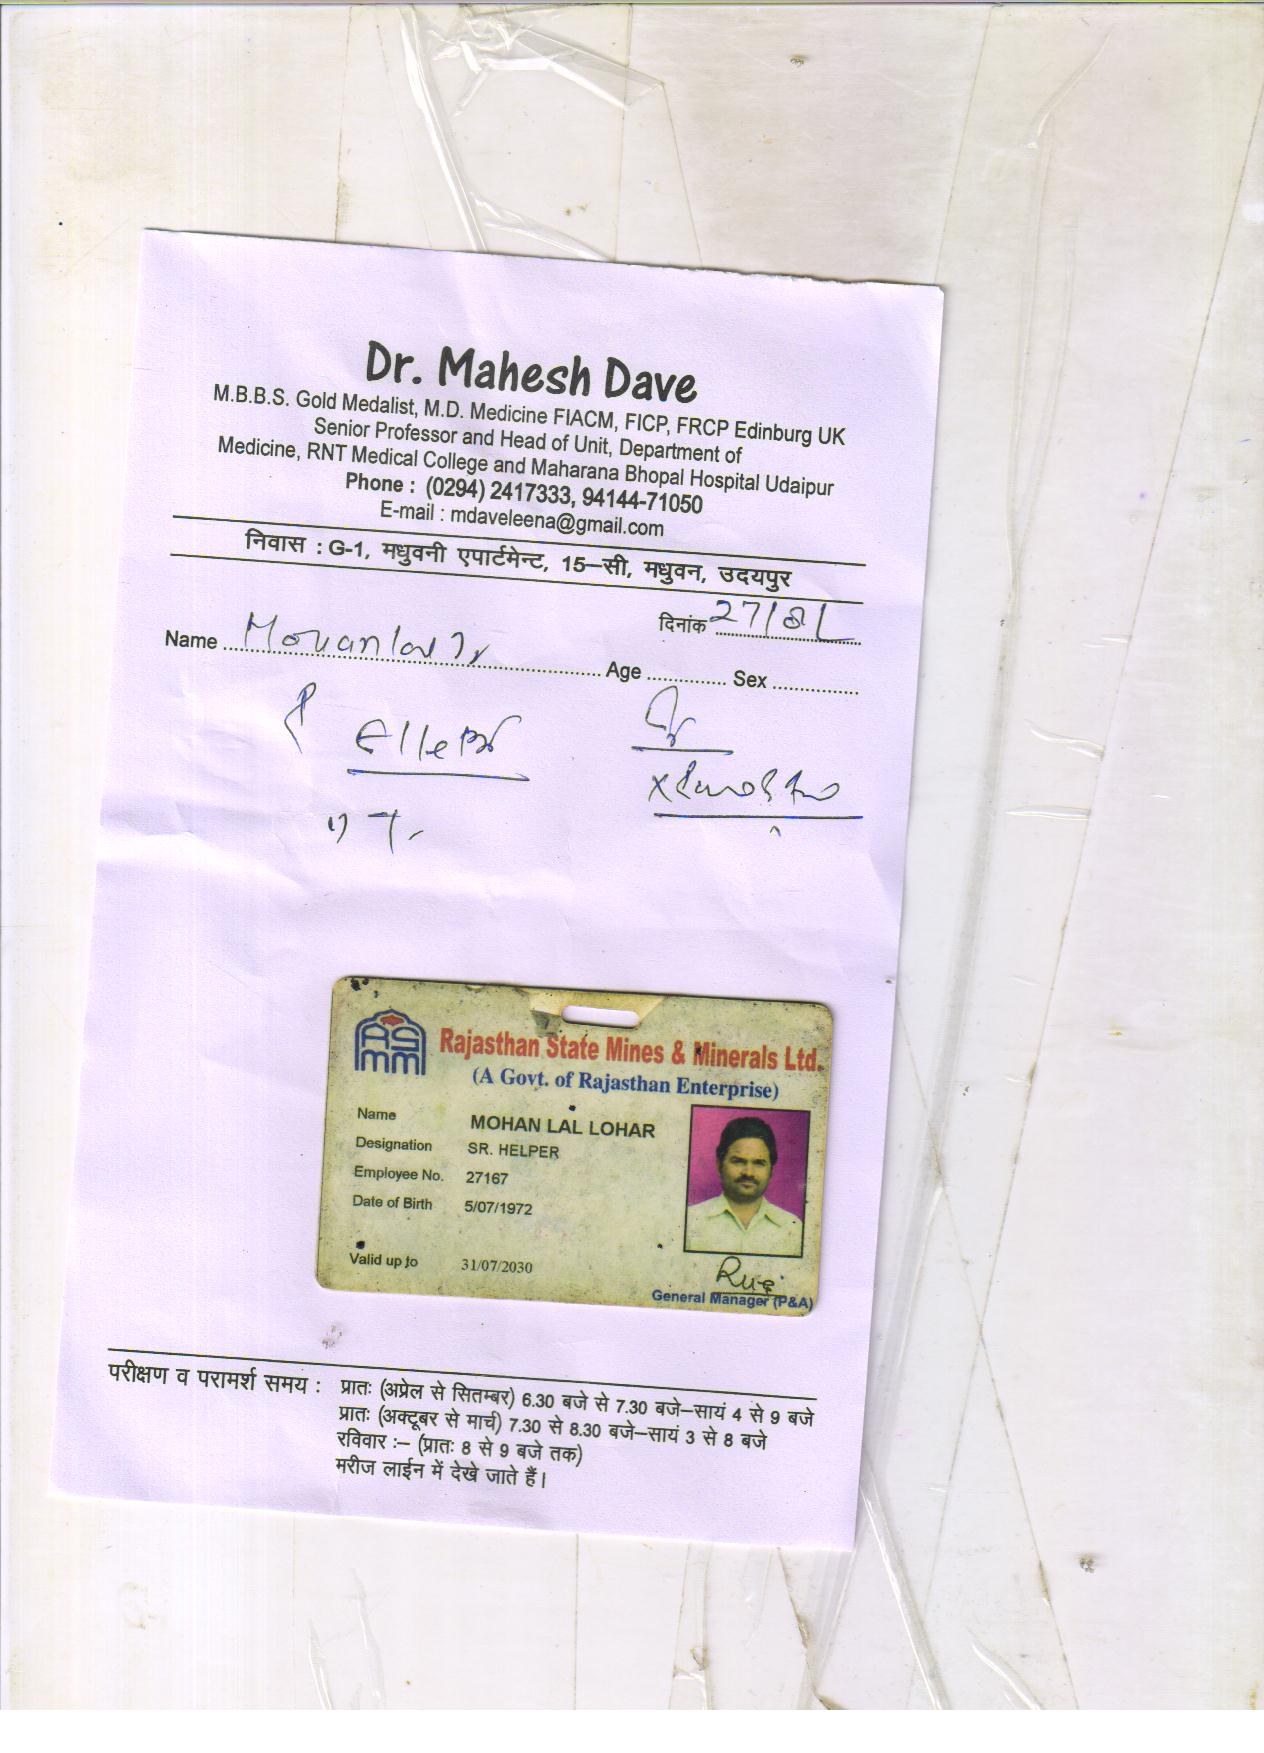 Dr. Mahesh Dave
M.B.B.S. Gold Medalist, M.D. Medicine FIACM, FICP, FRCP Edinburg UK
Senior Professor and Head of Unit, Department of
Medicine, RNT Medical College and Maharana Bhopal Hospital Udaipur
Phone : (0294) 2417333, 94144-71050
E-mail : mdaveleena@gmail.com
निवास : G-1, मधुवनी एपार्टमेन्ट, 15–सी, मधुवन, उदयपुर
दिनांक 27/8/
Name Mohanlal Age Sex
RSMM
Rajasthan State Mines & Minerals Ltd.
(A Govt. of Rajasthan Enterprise)
Name MOHAN LAL LOHAR
Designation SR. HELPER
Employee No. 27167
Date of Birth 5/07/1972
Valid up to 31/07/2030
General Manager (P&A)
परीक्षण व परामर्श समय : प्रातः (अप्रेल से सितम्बर) 6.30 बजे से 7.30 बजे–सायं 4 से 9 बजे
प्रातः (अक्टूबर से मार्च) 7.30 से 8.30 बजे–सायं 3 से 8 बजे
रविवार :– (प्रातः 8 से 9 बजे तक)
मरीज लाईन में देखे जाते हैं।